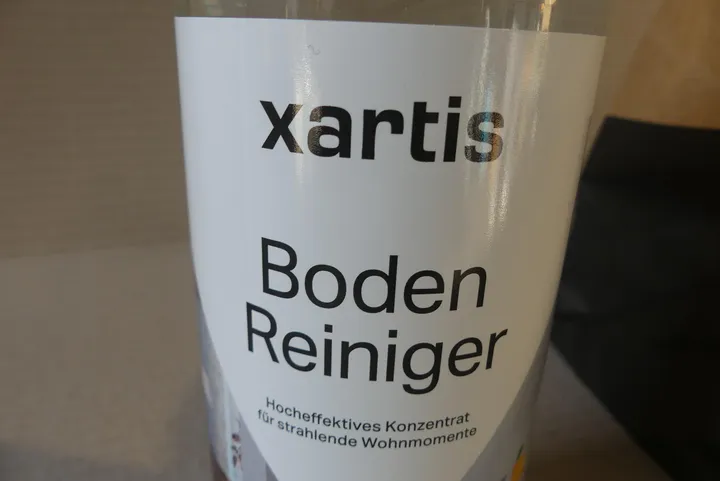 xartis
Boden
Reiniger
Hocheffektives Konzentrat
für strahlende Wohnmomente